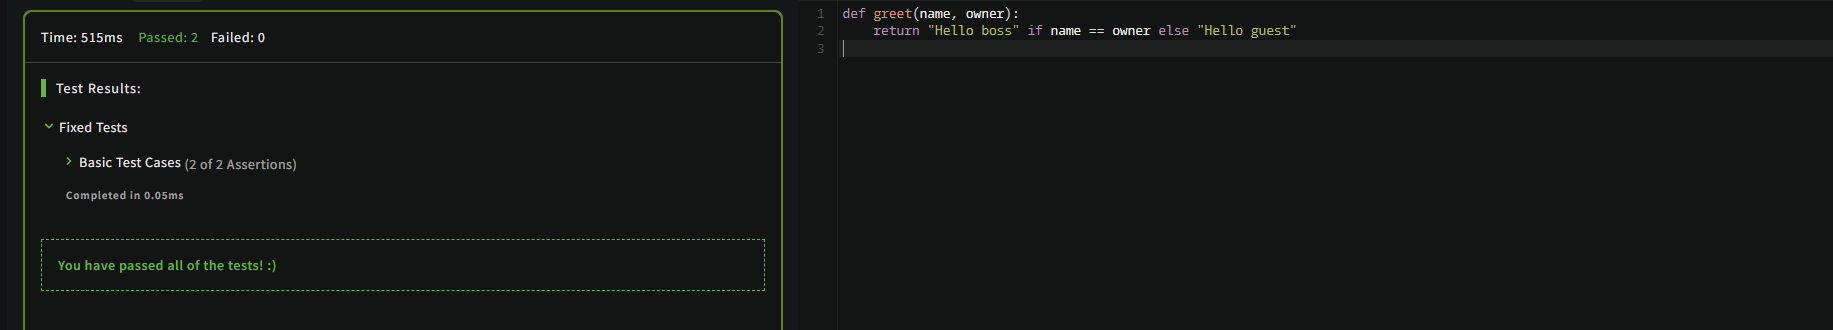 Time: 515ms Passed: 2 Failed: 0
Test Results:
Fixed Tests
Basic Test Cases (2 of 2 Assertions)
Completed in 0.05ms
You have passed all of the tests! :)
1 def greet(name, owner):
2     return "Hello boss" if name == owner else "Hello guest"
3